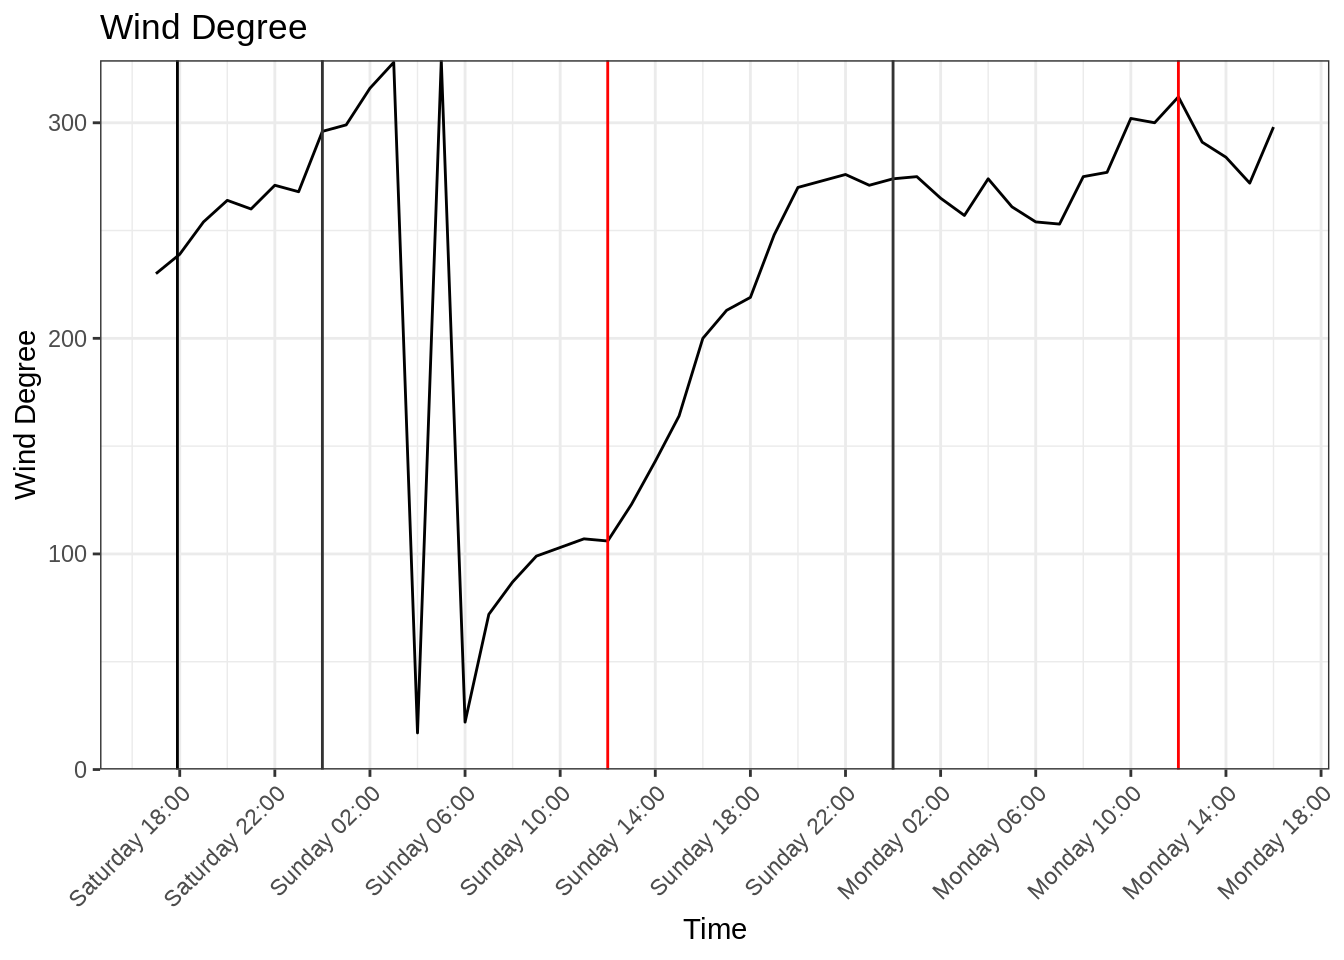 Wind Degree
Wind Degree
300
200
100
0
Saturday 18:00
Saturday 22:00
Sunday 02:00
Sunday 06:00
Sunday 10:00
Sunday 14:00
Sunday 18:00
Sunday 22:00
Monday 02:00
Monday 06:00
Monday 10:00
Monday 14:00
Monday 18:00
Time